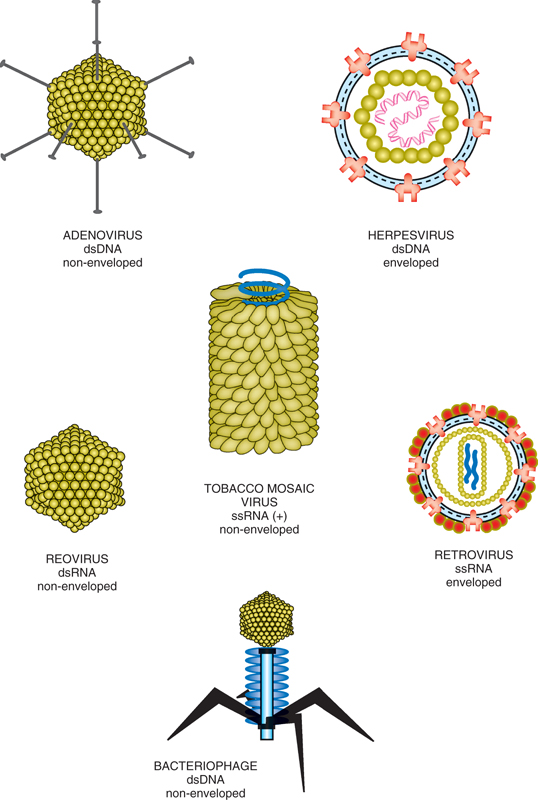 ADENOVIRUS
dsDNA
non-enveloped
HERPESVIRUS
dsDNA
enveloped
TOBACCO MOSAIC
VIRUS
ssRNA (+)
non-enveloped
REOVIRUS
dsRNA
non-enveloped
RETROVIRUS
ssRNA
enveloped
BACTERIOPHAGE
dsDNA
non-enveloped